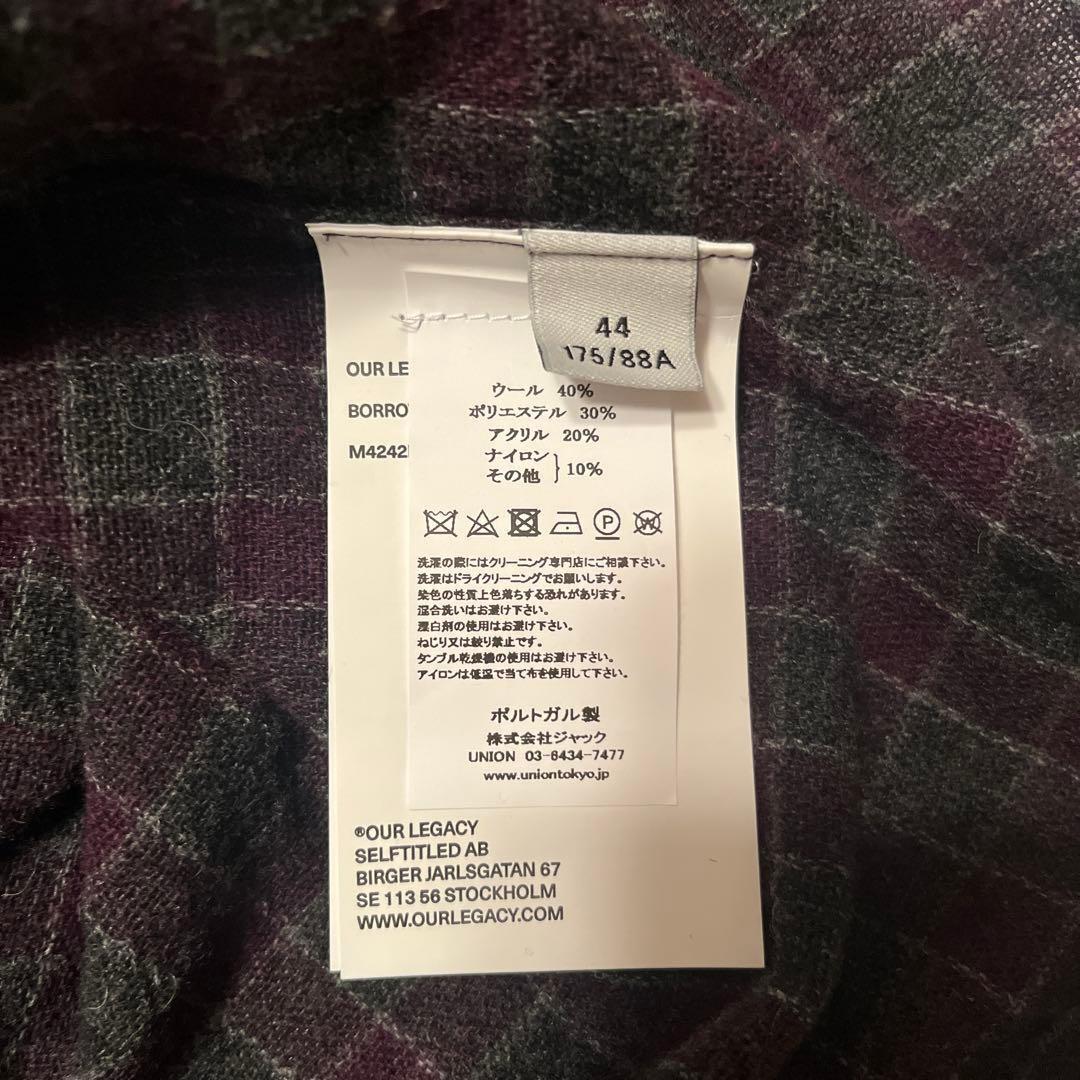 44
175/88A
OUR LE
BORRO
M4242
ウール 40%
ポリエステル 30%
アクリル 20%
ナイロン
その他 } 10%
洗濯の際にはクリーニング専門店にご相談下さい。
洗濯はドライクリーニングでお願いします。
染色の性質上色落ちする恐れがあります。
混合洗いはお避け下さい。
漂白剤の使用はお避け下さい。
ねじり又は絞り禁止です。
タンブル乾燥機の使用はお避け下さい。
アイロンは低温で当て布を使用して下さい。
ポルトガル製
株式会社ジャック
UNION 03-6434-7477
www.uniontokyo.jp
®OUR LEGACY
SELFTITLED AB
BIRGER JARLSGATAN 67
SE 113 56 STOCKHOLM
WWW.OURLEGACY.COM